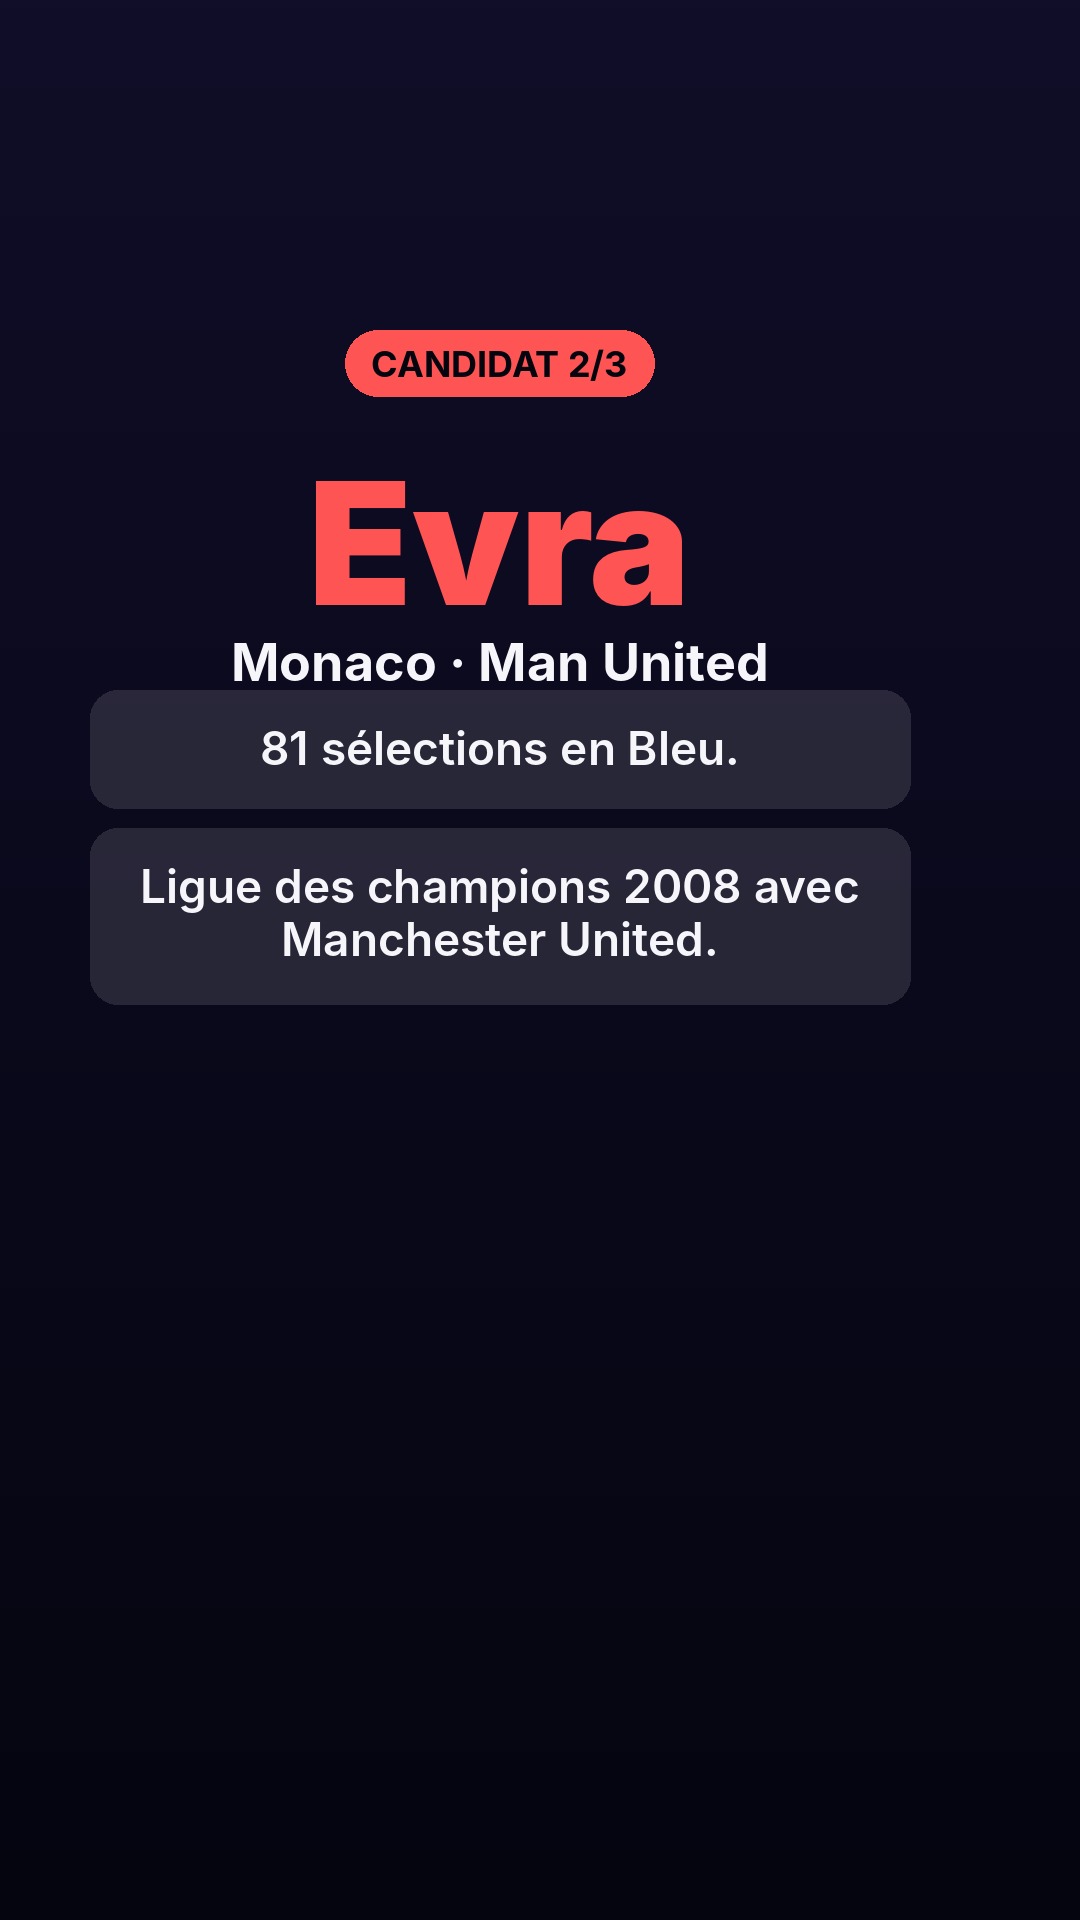 CANDIDAT 2/3
Evra
Monaco · Man United
81 sélections en Bleu.
Ligue des champions 2008 avec
Manchester United.